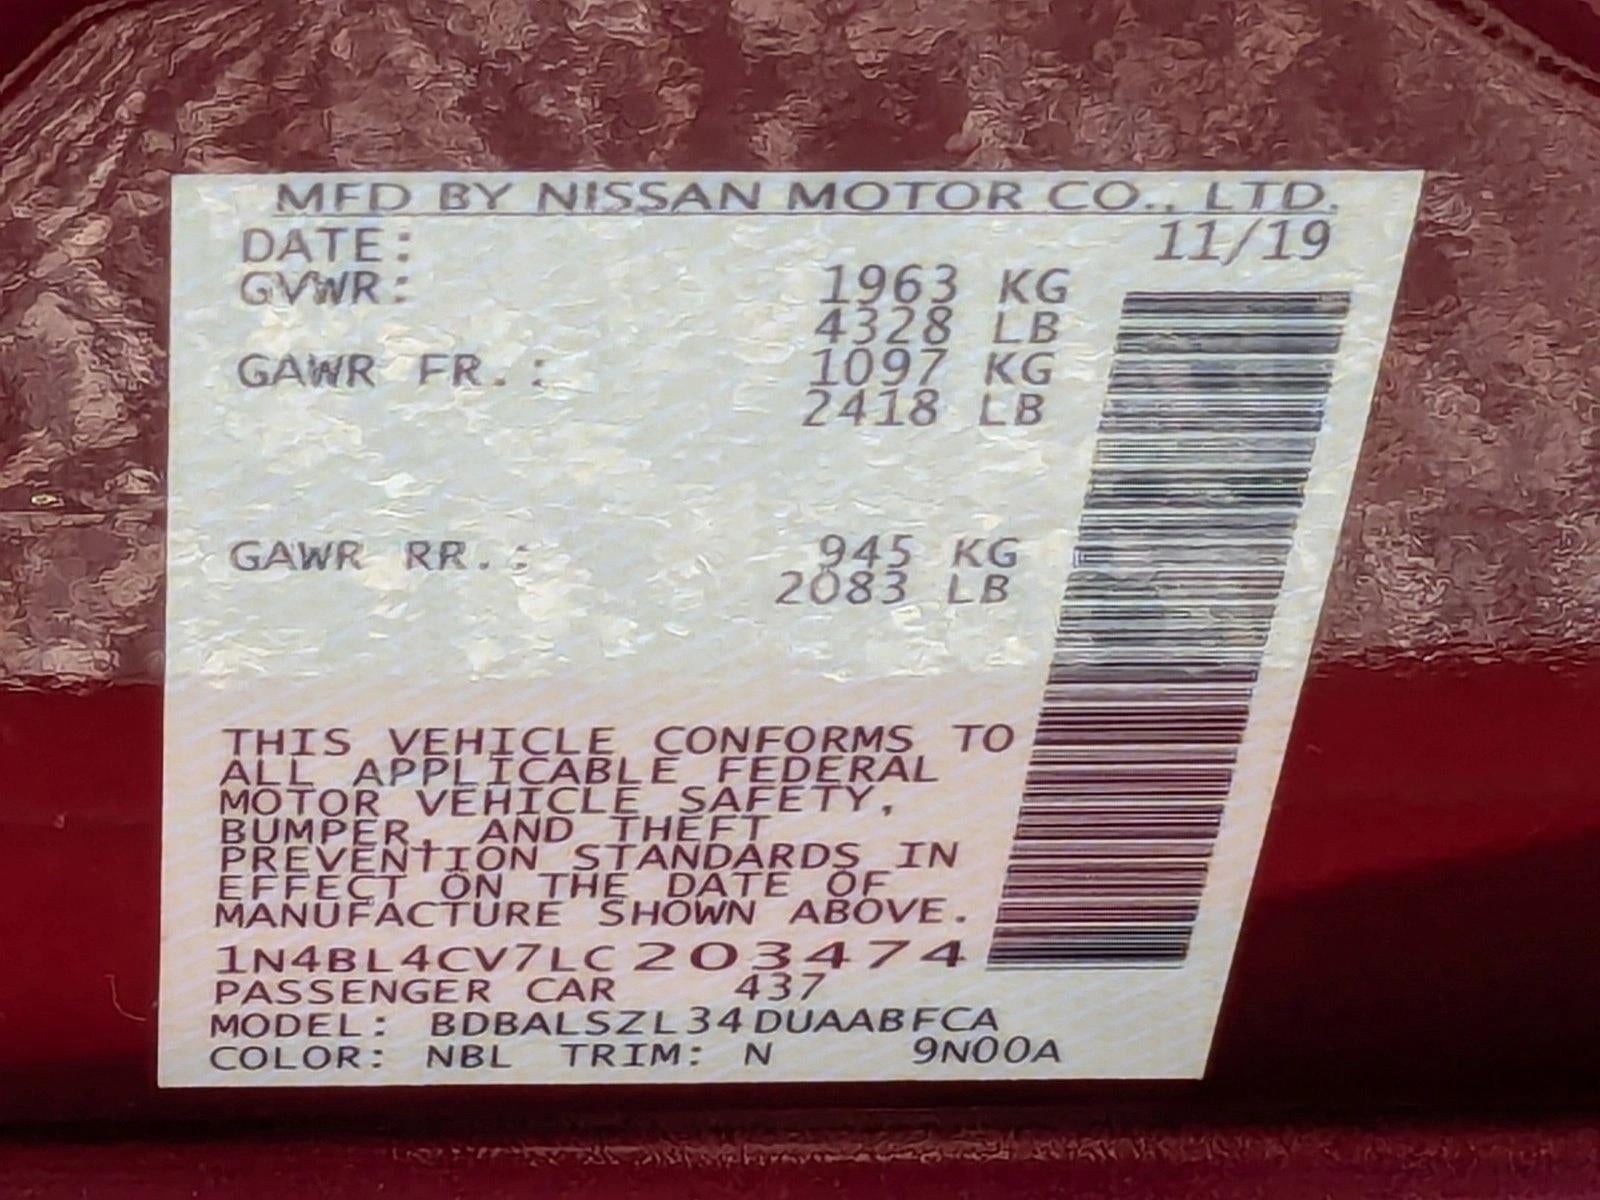 MFD BY NISSAN MOTOR CO., LTD.
DATE: 11/19
GVWR: 1963 KG
4328 LB
GAWR FR.: 1097 KG
2418 LB
GAWR RR.: 945 KG
2083 LB
THIS VEHICLE CONFORMS TO
ALL APPLICABLE FEDERAL
MOTOR VEHICLE SAFETY,
BUMPER, AND THEFT
PREVENTION STANDARDS IN
EFFECT ON THE DATE OF
MANUFACTURE SHOWN ABOVE.
1N4BL4CV7LC203474
PASSENGER CAR 437
MODEL: BDBALSZL34DUAABFCA
COLOR: NBL TRIM: N 9N00A